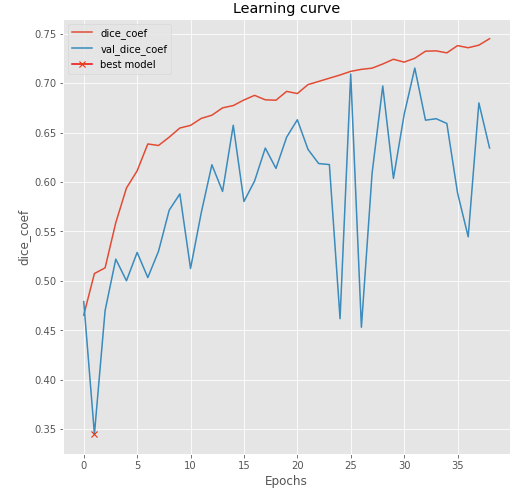 Learning curve
dice_coef
val_dice_coef
best model
0.75
0.70
0.65
0.60
0.55
0.50
0.45
0.40
0.35
dice_coef
0 5 10 15 20 25 30 35
Epochs